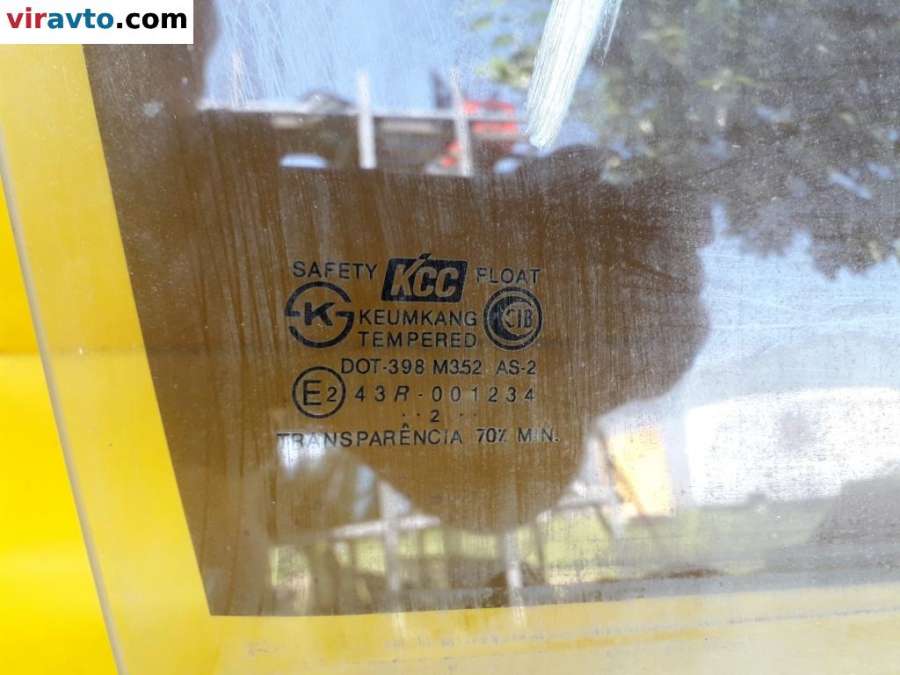 viravto.com
SAFETY KCC FLOAT
K KEUMKANG CIB
TEMPERED
DOT-398 M352 AS-2
E2 43R-001234
··2··
TRANSPARÊNCIA 70% MIN.